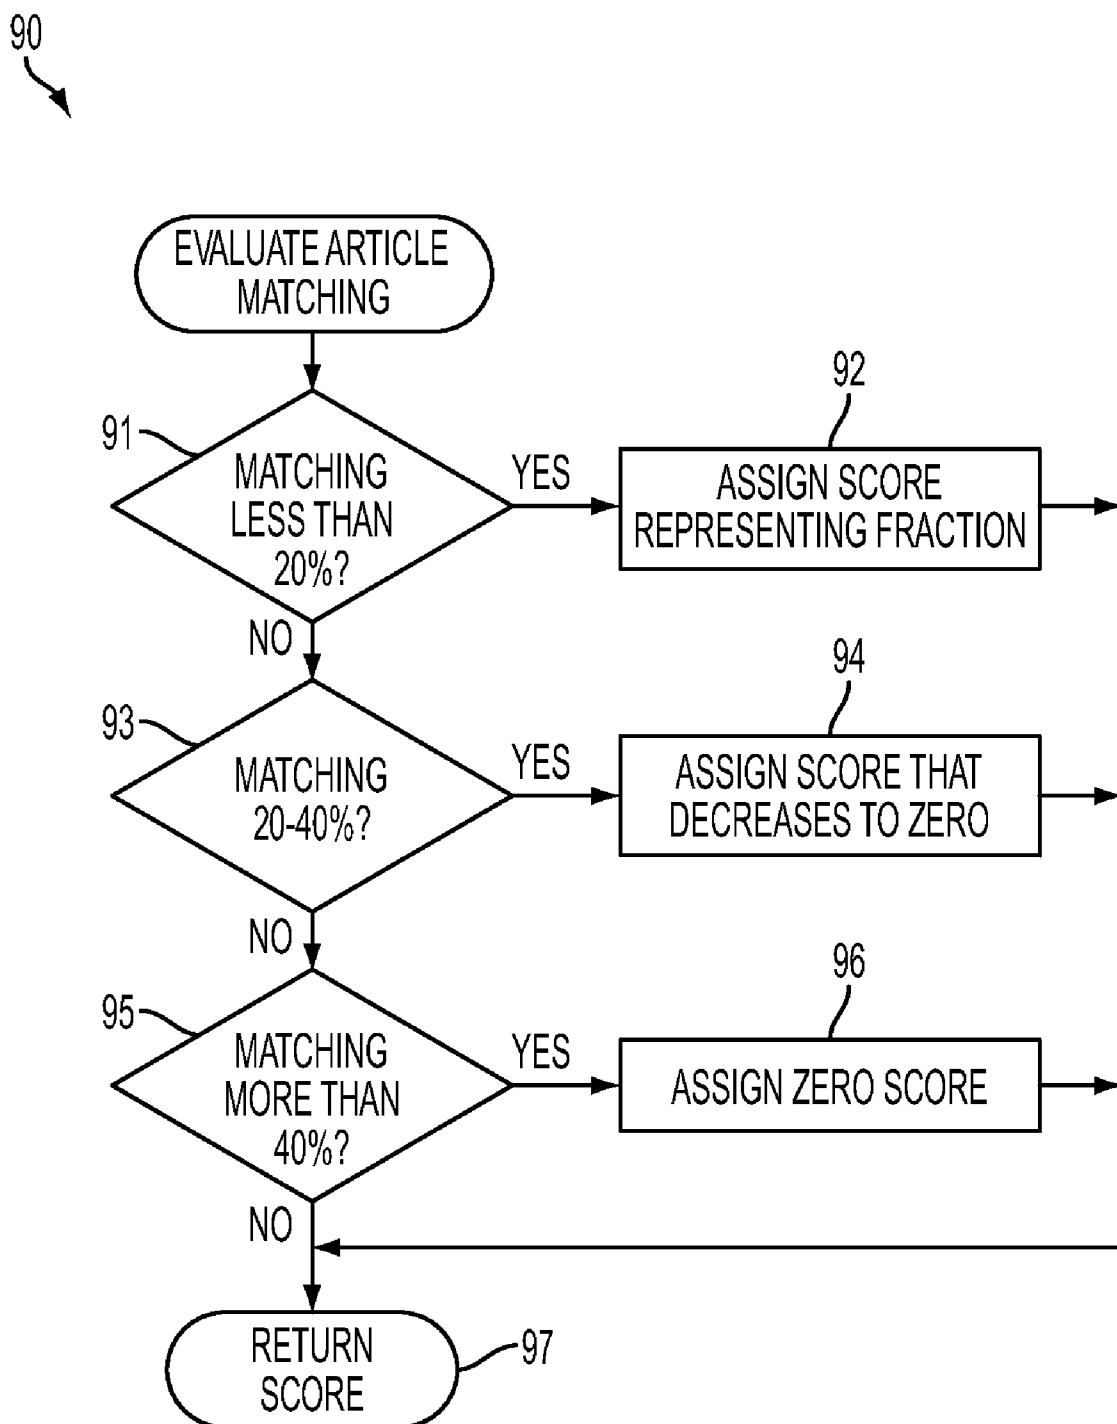 90
EVALUATE ARTICLE
MATCHING
91
MATCHING
LESS THAN
20%?
YES
92
ASSIGN SCORE
REPRESENTING FRACTION
NO
93
MATCHING
20-40%?
YES
94
ASSIGN SCORE THAT
DECREASES TO ZERO
NO
95
MATCHING
MORE THAN
40%?
YES
96
ASSIGN ZERO SCORE
NO
RETURN
SCORE
97